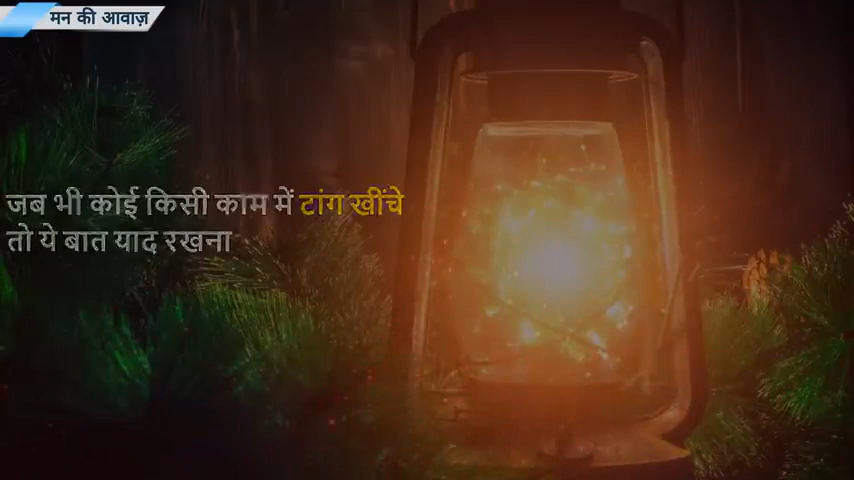 मन की आवाज़
जब भी कोई किसी काम में टांग खींचे
तो ये बात याद रखना